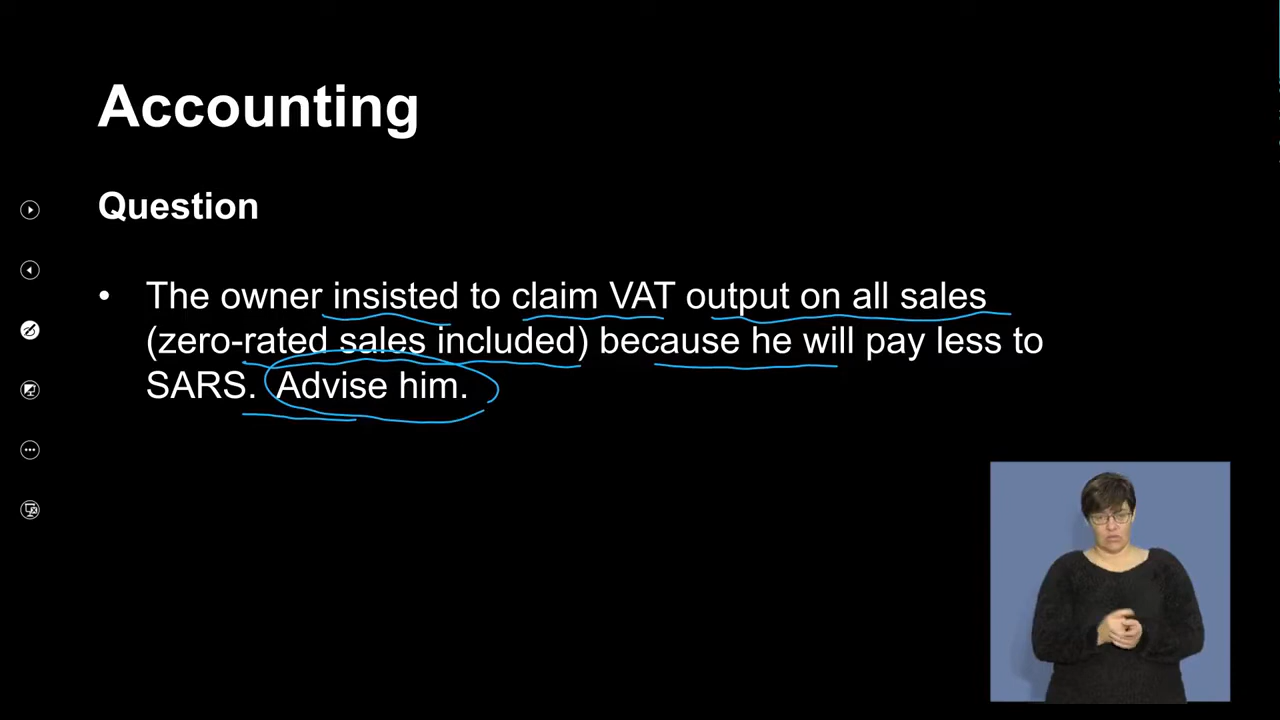 Accounting
Question
• The owner insisted to claim VAT output on all sales
(zero-rated sales included) because he will pay less to
SARS. Advise him.